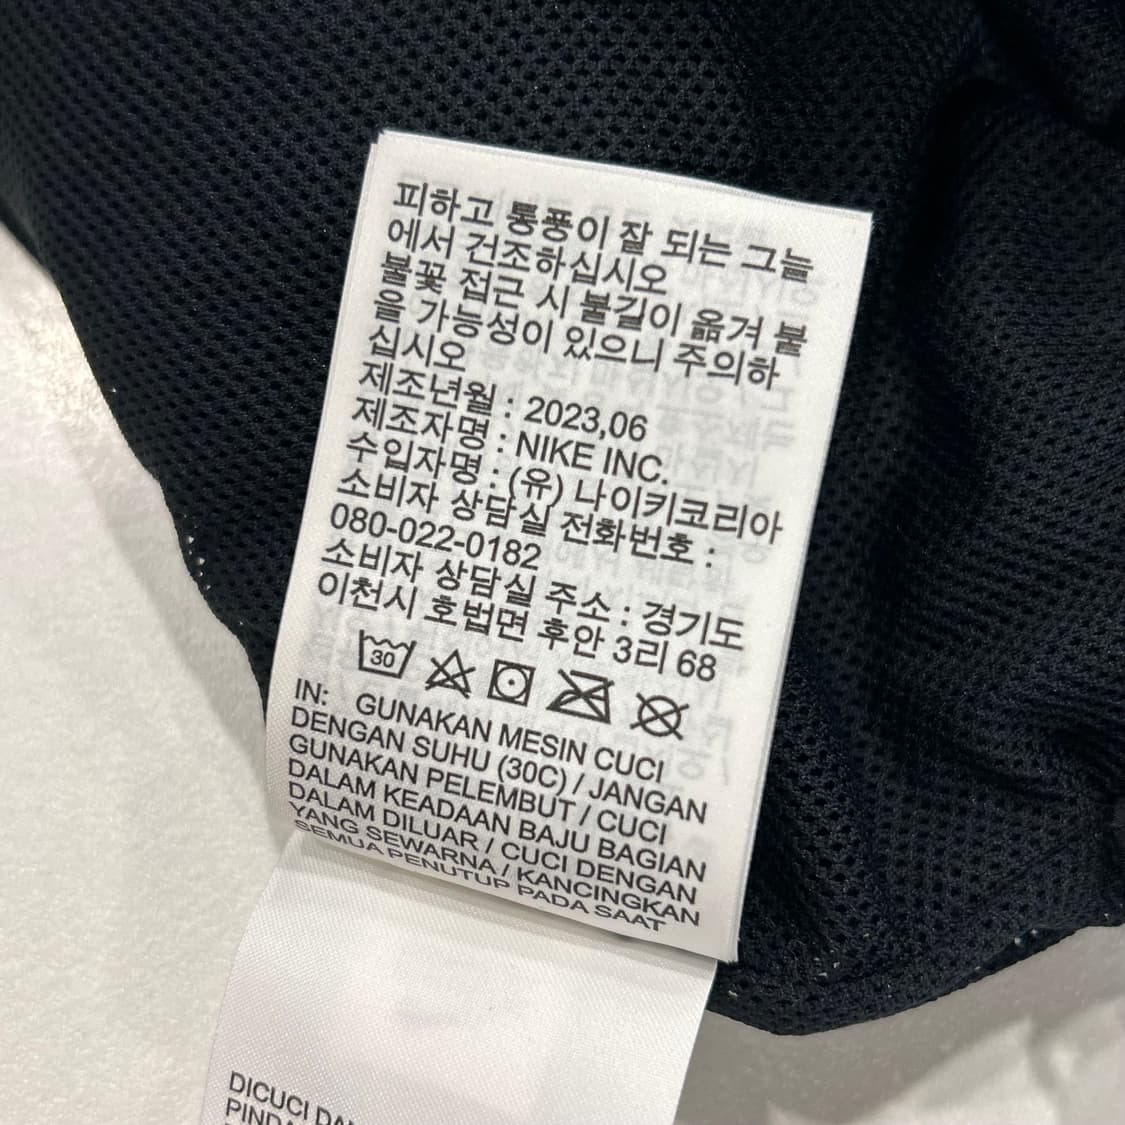 피하고 통풍이 잘 되는 그늘
에서 건조하십시오
불꽃 접근 시 불길이 옮겨 붙
을 가능성이 있으니 주의하
십시오
제조년월 : 2023,06
제조자명 : NIKE INC.
수입자명 : (유) 나이키코리아
소비자 상담실 전화번호 :
080-022-0182
소비자 상담실 주소 : 경기도
이천시 호법면 후안 3리 68
30
IN: GUNAKAN MESIN CUCI
DENGAN SUHU (30C) / JANGAN
GUNAKAN PELEMBUT / CUCI
DALAM KEADAAN BAJU BAGIAN
DALAM DILUAR / CUCI DENGAN
YANG SEWARNA / KANCINGKAN
SEMUA PENUTUP PADA SAAT
DICUCI